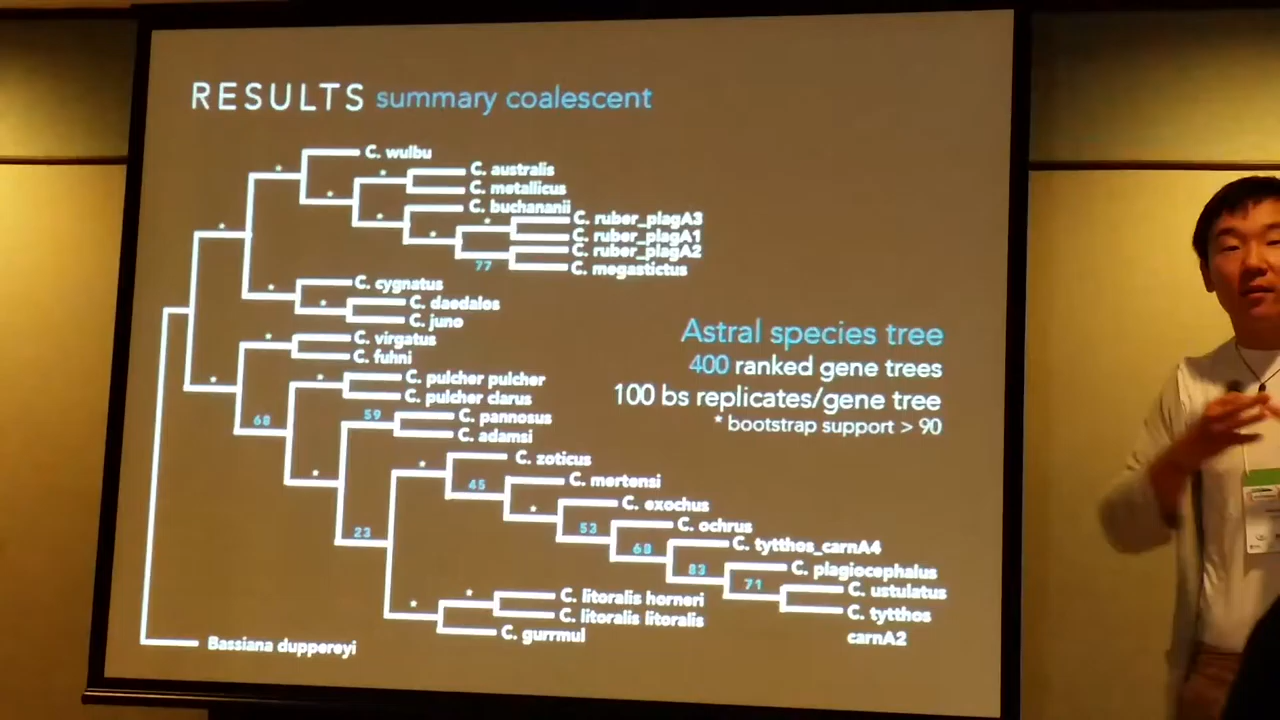 RESULTS summary coalescent
C. wulbu
C. australis
C. metallicus
C. buchananii
C. ruber_plagA3
C. ruber_plagA1
C. ruber_plagA2
77
C. megastictus
C. cygnatus
C. daedalos
C. juno
C. virgatus
C. fuhni
C. pulcher pulcher
C. pulcher clarus
59
C. pannosus
68
C. adamsi
C. zoticus
45
C. mertensi
C. exochus
53
C. ochrus
23
60
C. tytthos_carnA4
83
C. plagiocephalus
71
C. ustulatus
C. litoralis horneri
C. tytthos
carnA2
C. litoralis litoralis
C. gurrmul
Bassiana duppereyi
Astral species tree
400 ranked gene trees
100 bs replicates/gene tree
* bootstrap support > 90